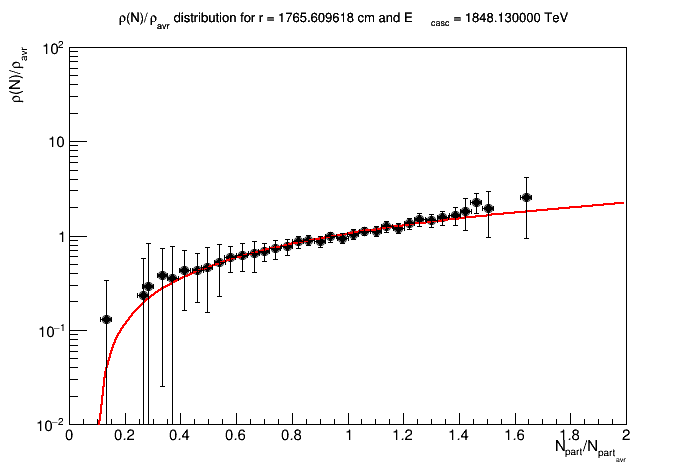 ρ(N)/ρavr distribution for r = 1765.609618 cm and E casc = 1848.130000 TeV
ρ(N)/ρavr
10²
10
1
10⁻¹
10⁻²
0 0.2 0.4 0.6 0.8 1 1.2 1.4 1.6 1.8 2
Npart/Npartavr